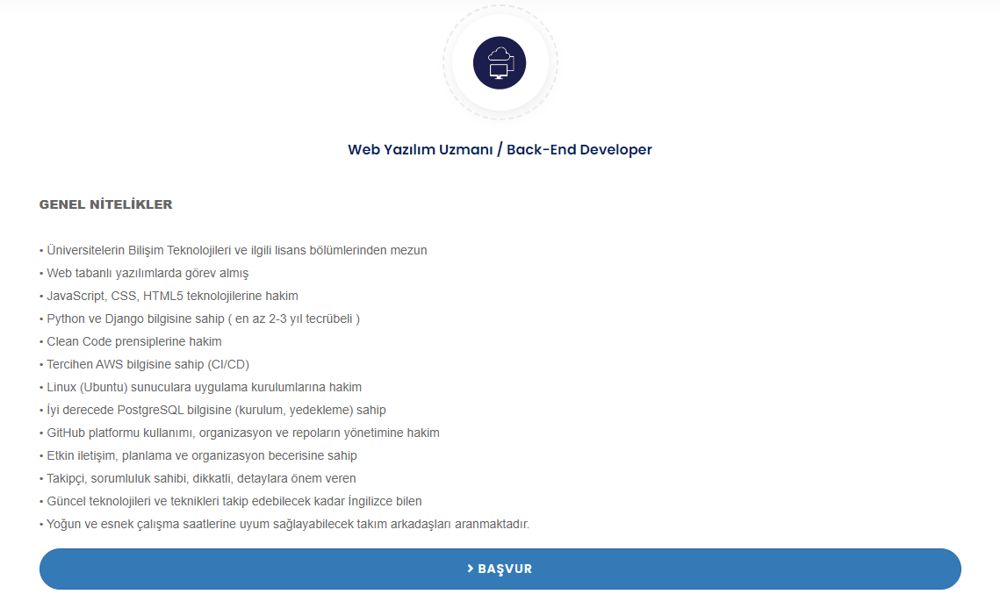 Web Yazılım Uzmanı / Back-End Developer
GENEL NİTELİKLER
• Üniversitelerin Bilişim Teknolojileri ve ilgili lisans bölümlerinden mezun
• Web tabanlı yazılımlarda görev almış
• JavaScript, CSS, HTML5 teknolojilerine hakim
• Python ve Django bilgisine sahip ( en az 2-3 yıl tecrübeli )
• Clean Code prensiplerine hakim
• Tercihen AWS bilgisine sahip (CI/CD)
• Linux (Ubuntu) sunuculara uygulama kurulumlarına hakim
• İyi derecede PostgreSQL bilgisine (kurulum, yedekleme) sahip
• GitHub platformu kullanımı, organizasyon ve repoların yönetimine hakim
• Etkin iletişim, planlama ve organizasyon becerisine sahip
• Takipçi, sorumluluk sahibi, dikkatli, detaylara önem veren
• Güncel teknolojileri ve teknikleri takip edebilecek kadar İngilizce bilen
• Yoğun ve esnek çalışma saatlerine uyum sağlayabilecek takım arkadaşları aranmaktadır.
> BAŞVUR